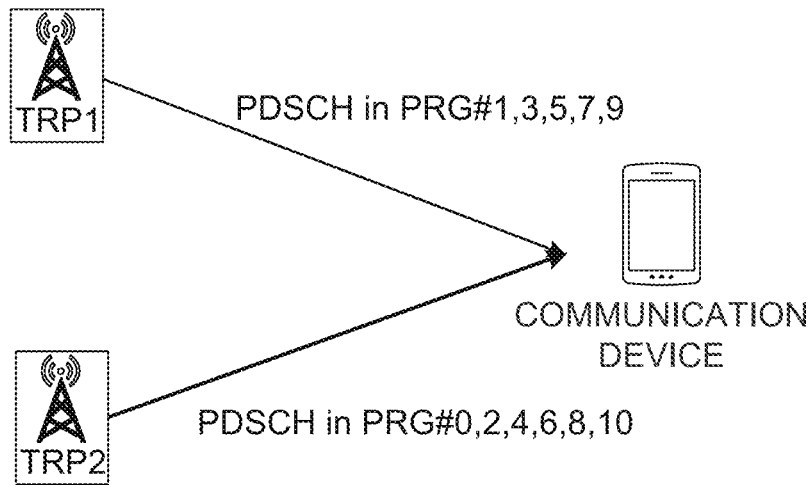 TRP1
PDSCH in PRG#1,3,5,7,9
COMMUNICATION
DEVICE
PDSCH in PRG#0,2,4,6,8,10
TRP2